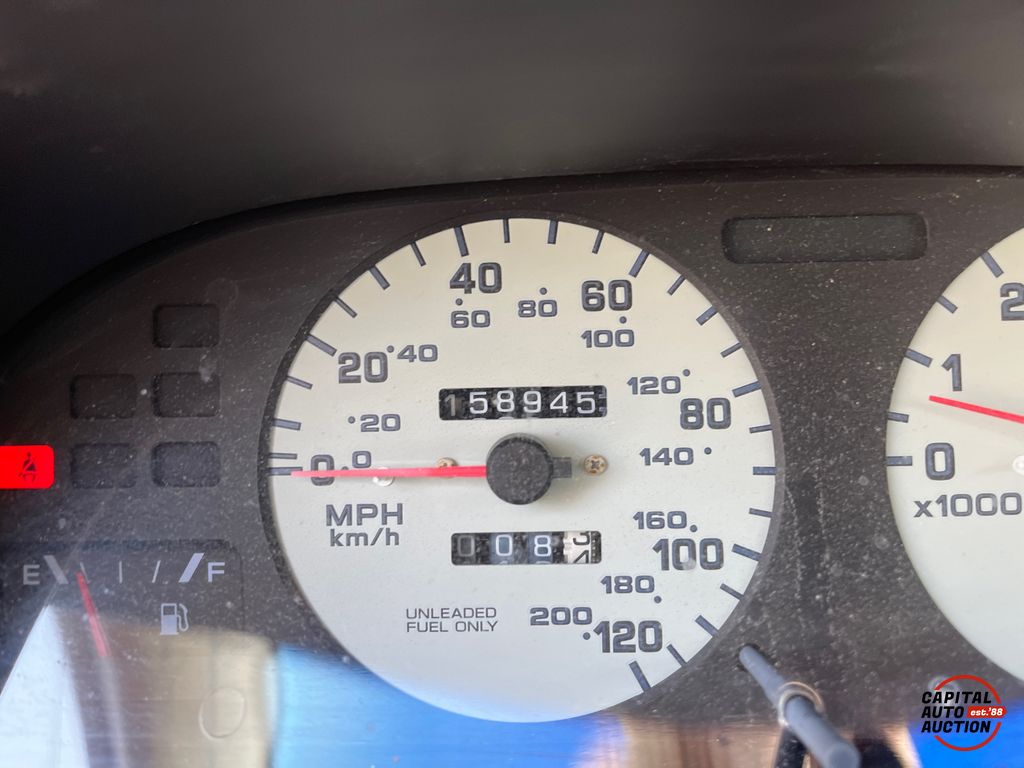 40
60
60
80
2
100
20
40
1
158945
120
80
20
0
0
140
0
MPH
km/h
x1000
160
0083
100
E
F
180
UNLEADED
FUEL ONLY
200
120
CAPITAL
AUTO est.'88
AUCTION